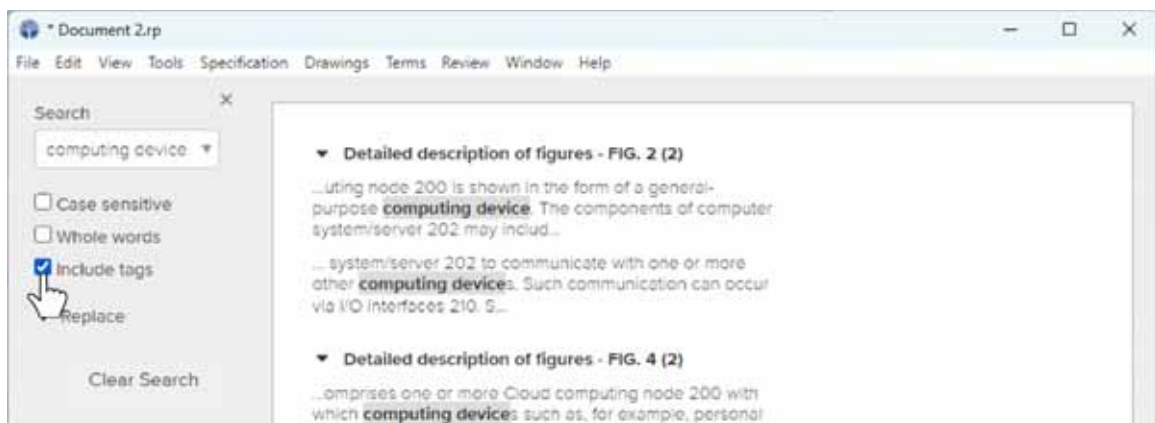 * Document 2.rp
File Edit View Tools Specification Drawings Terms Review Window Help
Search
computing device
Case sensitive
Whole words
Include tags
Replace
Clear Search
Detailed description of figures - FIG. 2 (2)
...uting node 200 is shown in the form of a general-
purpose computing device. The components of computer
system/server 202 may includ...
... system/server 202 to communicate with one or more
other computing devices. Such communication can occur
via I/O interfaces 210. S...
Detailed description of figures - FIG. 4 (2)
...omprises one or more Cloud computing node 200 with
which computing devices such as, for example, personal